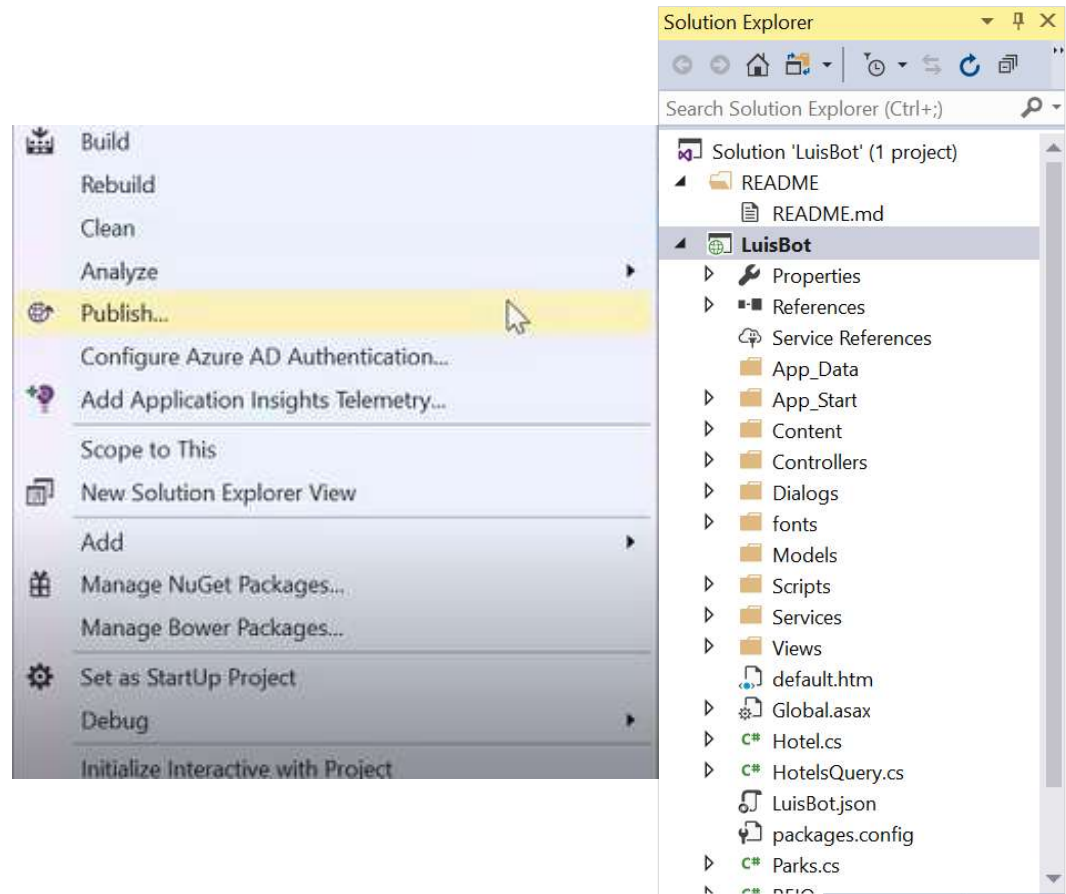 Solution Explorer
Search Solution Explorer (Ctrl+;)
Build
Rebuild
Clean
Analyze
Publish...
Configure Azure AD Authentication...
Add Application Insights Telemetry...
Scope to This
New Solution Explorer View
Add
Manage NuGet Packages...
Manage Bower Packages...
Set as StartUp Project
Debug
Initialize Interactive with Project
Solution 'LuisBot' (1 project)
README
README.md
LuisBot
Properties
References
Service References
App_Data
App_Start
Content
Controllers
Dialogs
fonts
Models
Scripts
Services
Views
default.htm
Global.asax
C# Hotel.cs
C# HotelsQuery.cs
LuisBot.json
packages.config
C# Parks.cs